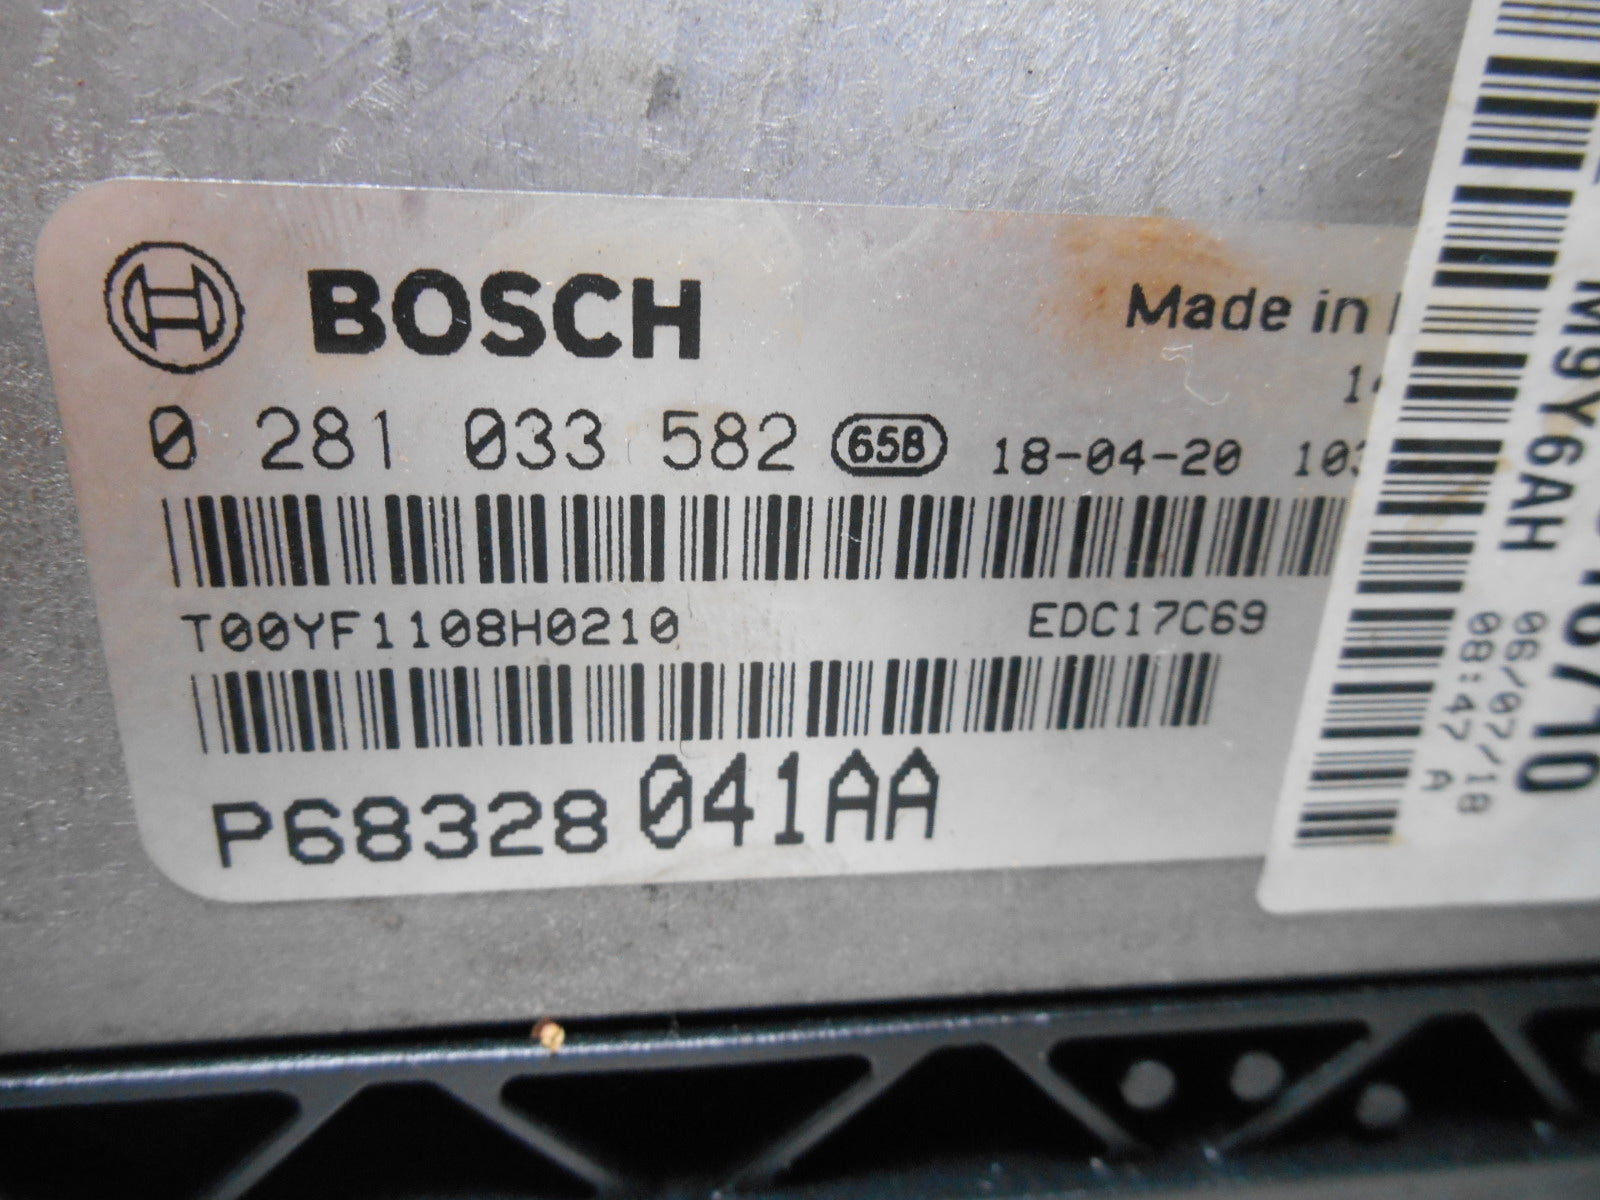 BOSCH
Made in
0 281 033 582 658 18-04-20
T00YF1108H0210 EDC17C69
P68328041AA
M9Y6AH
06/07/18
08:47 A